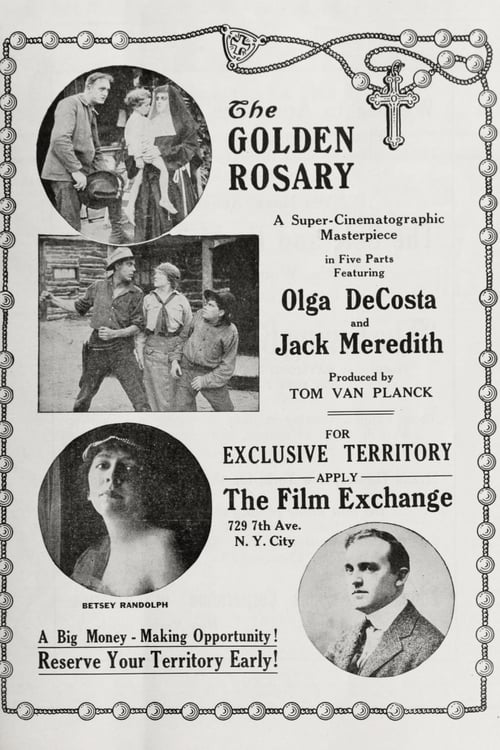 The
GOLDEN
ROSARY
A Super-Cinematographic
Masterpiece
in Five Parts
Featuring
Olga DeCosta
and
Jack Meredith
Produced by
TOM VAN PLANCK
FOR
EXCLUSIVE TERRITORY
APPLY
The Film Exchange
729 7th Ave.
N. Y. City
BETSEY RANDOLPH
A Big Money - Making Opportunity!
Reserve Your Territory Early!